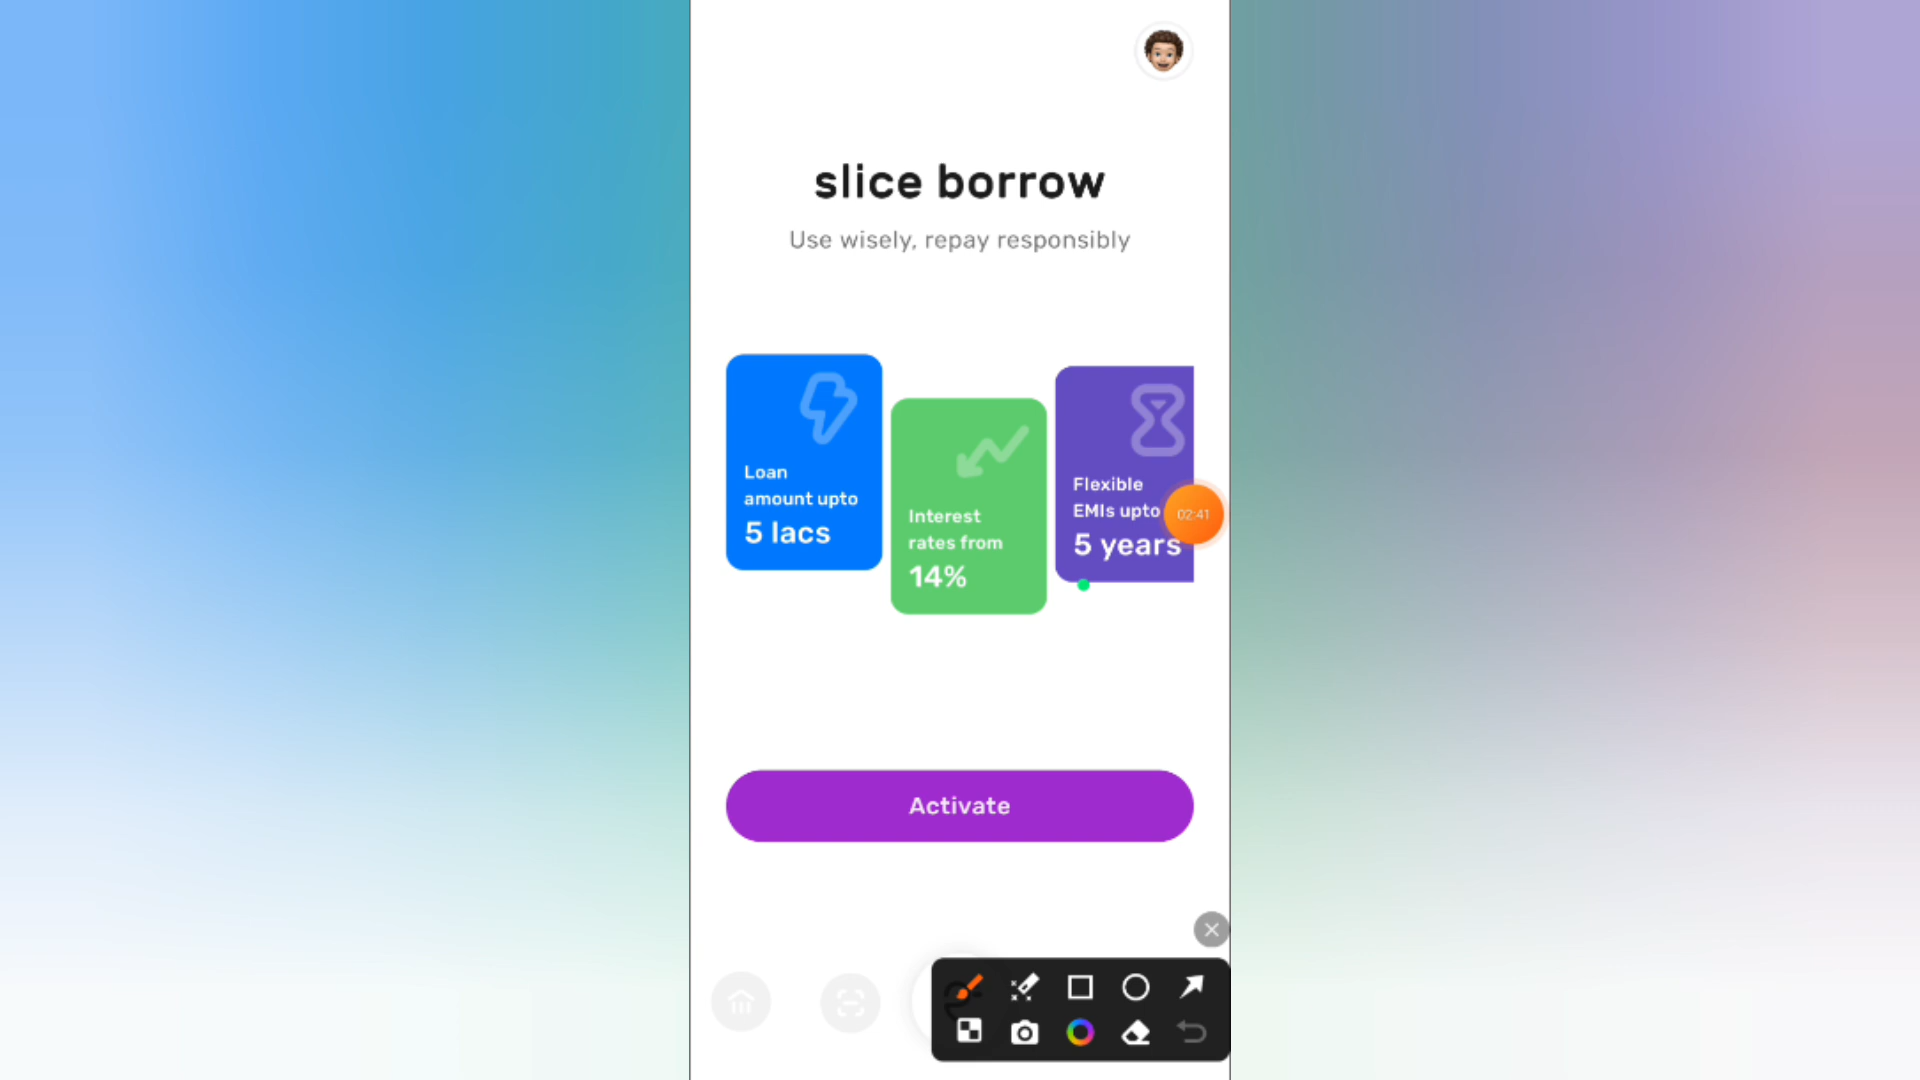 slice borrow
Use wisely, repay responsibly
Loan
amount upto
5 lacs
Interest
rates from
14%
Flexible
EMIs upto
5 years
02:41
Activate